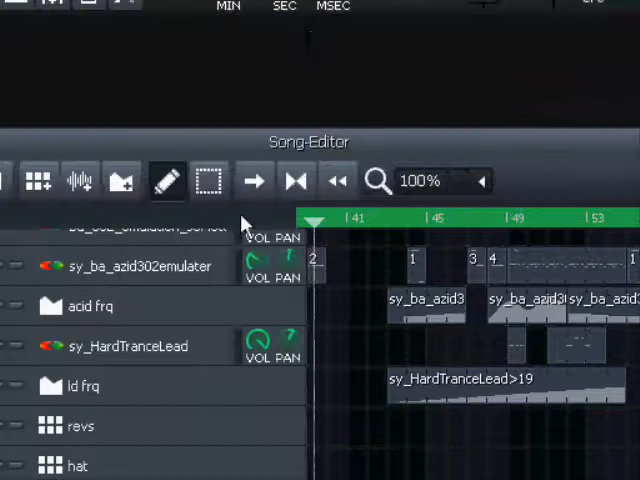 MIN SEC MSEC
Song-Editor
100%
41 45 49 53
VOL PAN
sy_ba_azid302emulater
VOL PAN
2 1 3 4 1
acid frq
sy_ba_azid3 sy_ba_azid3 sy_ba_azid
sy_HardTranceLead
VOL PAN
id frq
sy_HardTranceLead>19
revs
hat